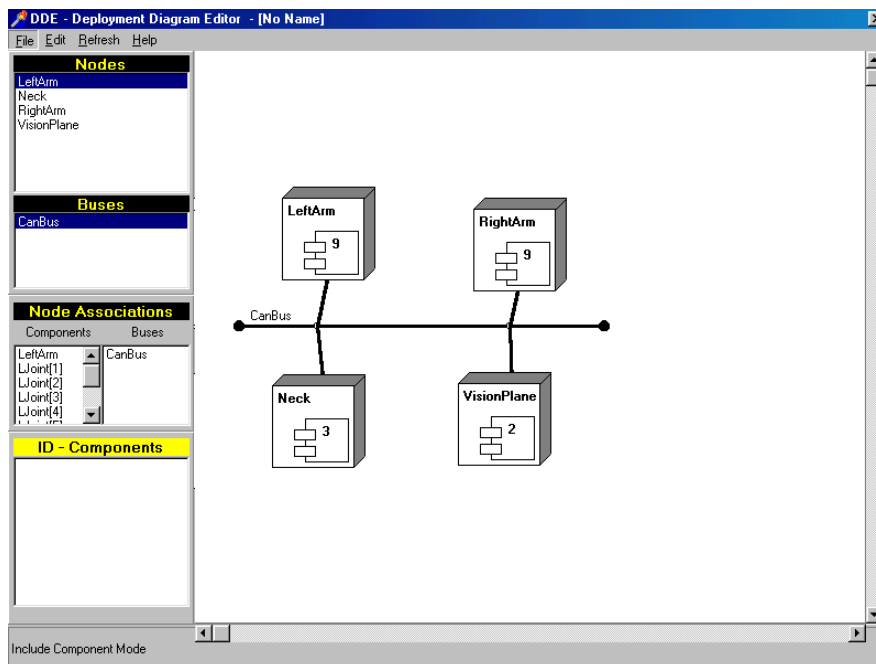 DDE - Deployment Diagram Editor - [No Name]
File Edit Refresh Help
Nodes
LeftArm
Neck
RightArm
VisionPlane
Buses
CanBus
Node Associations
Components Buses
LeftArm CanBus
LJoint[1]
LJoint[2]
LJoint[3]
LJoint[4]
ID - Components
Include Component Mode
LeftArm
9
RightArm
9
CanBus
Neck
3
VisionPlane
2